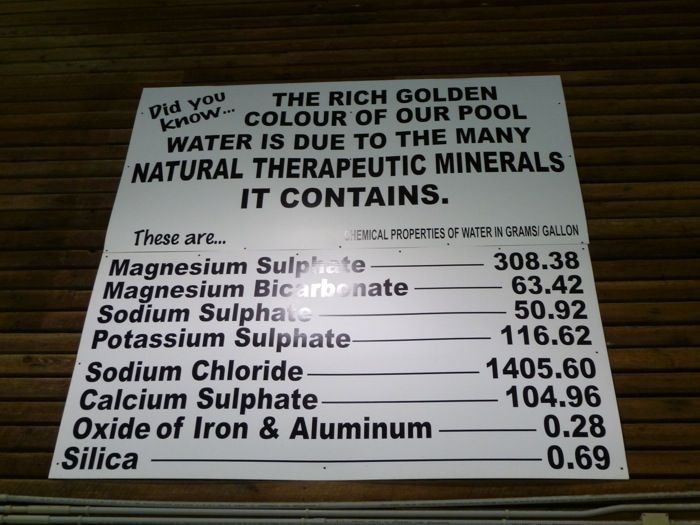 Did you know... THE RICH GOLDEN
COLOUR OF OUR POOL
WATER IS DUE TO THE MANY
NATURAL THERAPEUTIC MINERALS
IT CONTAINS.
These are... CHEMICAL PROPERTIES OF WATER IN GRAMS/ GALLON
Magnesium Sulphate 308.38
Magnesium Bicarbonate 63.42
Sodium Sulphate 50.92
Potassium Sulphate 116.62
Sodium Chloride 1405.60
Calcium Sulphate 104.96
Oxide of Iron & Aluminum 0.28
Silica 0.69